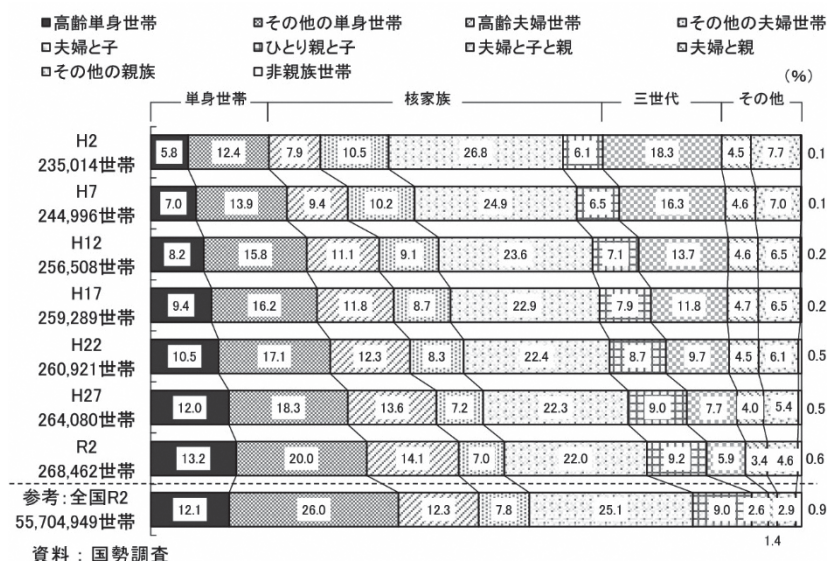 ■高齢単身世帯 その他の単身世帯 高齢夫婦世帯 その他の夫婦世帯
夫婦と子 ひとり親と子 夫婦と子と親 夫婦と親
その他の親族 非親族世帯
(%)
単身世帯 核家族 三世代 その他
H2
235,014世帯
5.8 12.4 7.9 10.5 26.8 6.1 18.3 4.5 7.7 0.1
H7
244,996世帯
7.0 13.9 9.4 10.2 24.9 6.5 16.3 4.6 7.0 0.1
H12
256,508世帯
8.2 15.8 11.1 9.1 23.6 7.1 13.7 4.6 6.5 0.2
H17
259,289世帯
9.4 16.2 11.8 8.7 22.9 7.9 11.8 4.7 6.5 0.2
H22
260,921世帯
10.5 17.1 12.3 8.3 22.4 8.7 9.7 4.5 6.1 0.5
H27
264,080世帯
12.0 18.3 13.6 7.2 22.3 9.0 7.7 4.0 5.4 0.5
R2
268,462世帯
13.2 20.0 14.1 7.0 22.0 9.2 5.9 3.4 4.6 0.6
参考:全国R2
55,704,949世帯
12.1 26.0 12.3 7.8 25.1 9.0 2.6 2.9 0.9
1.4
資料:国勢調査